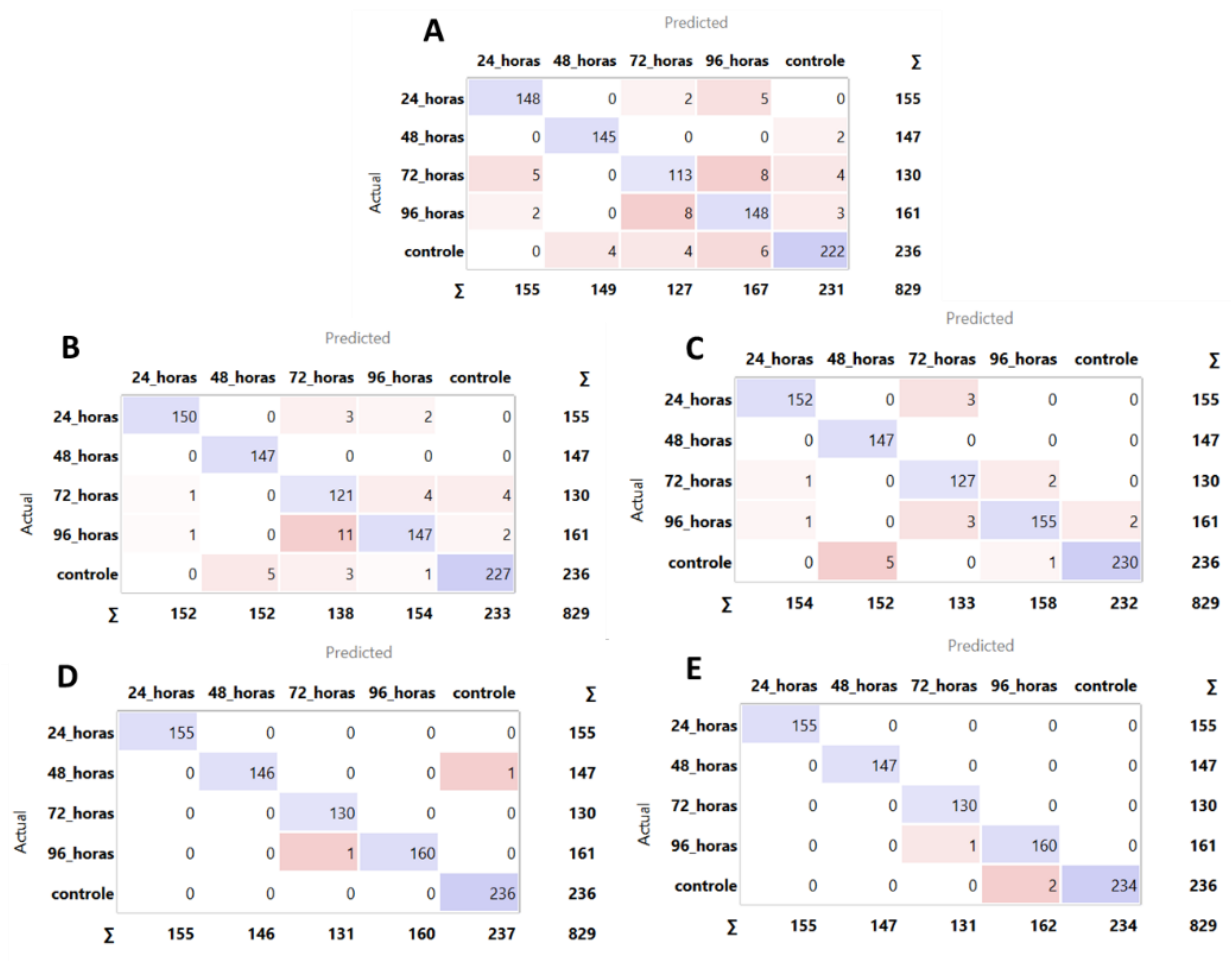 Predicted
A
24_horas 48_horas 72_horas 96_horas controle Σ
24_horas 148 0 2 5 0 155
48_horas 0 145 0 0 2 147
72_horas 5 0 113 8 4 130
96_horas 2 0 8 148 3 161
controle 0 4 4 6 222 236
Σ 155 149 127 167 231 829
Actual
Predicted
B
24_horas 48_horas 72_horas 96_horas controle Σ
24_horas 150 0 3 2 0 155
48_horas 0 147 0 0 0 147
72_horas 1 0 121 4 4 130
96_horas 1 0 11 147 2 161
controle 0 5 3 1 227 236
Σ 152 152 138 154 233 829
Actual
Predicted
C
24_horas 48_horas 72_horas 96_horas controle Σ
24_horas 152 0 3 0 0 155
48_horas 0 147 0 0 0 147
72_horas 1 0 127 2 0 130
96_horas 1 0 3 155 2 161
controle 0 5 0 1 230 236
Σ 154 152 133 158 232 829
Actual
Predicted
D
24_horas 48_horas 72_horas 96_horas controle Σ
24_horas 155 0 0 0 0 155
48_horas 0 146 0 0 1 147
72_horas 0 0 130 0 0 130
96_horas 0 0 1 160 0 161
controle 0 0 0 0 236 236
Σ 155 146 131 160 237 829
Actual
Predicted
E
24_horas 48_horas 72_horas 96_horas controle Σ
24_horas 155 0 0 0 0 155
48_horas 0 147 0 0 0 147
72_horas 0 0 130 0 0 130
96_horas 0 0 1 160 0 161
controle 0 0 0 2 234 236
Σ 155 147 131 162 234 829
Actual